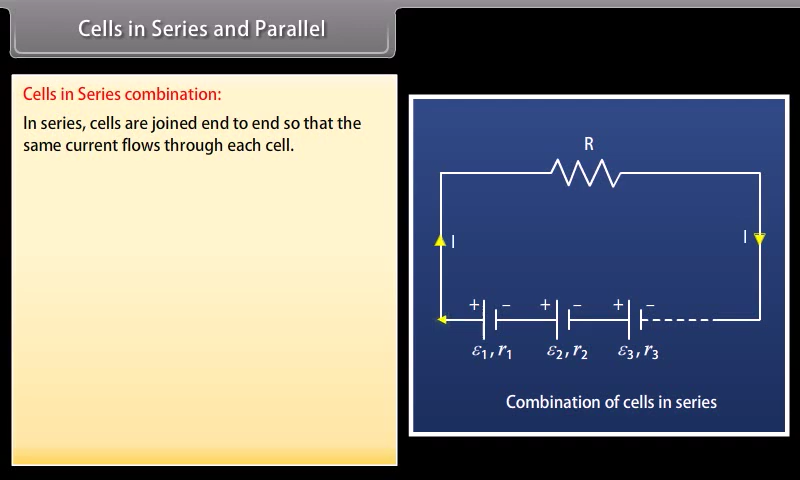 Cells in Series and Parallel
Cells in Series combination:
In series, cells are joined end to end so that the
same current flows through each cell.
R
I
I
+ − + − + −
ε1, r1 ε2, r2 ε3, r3
Combination of cells in series